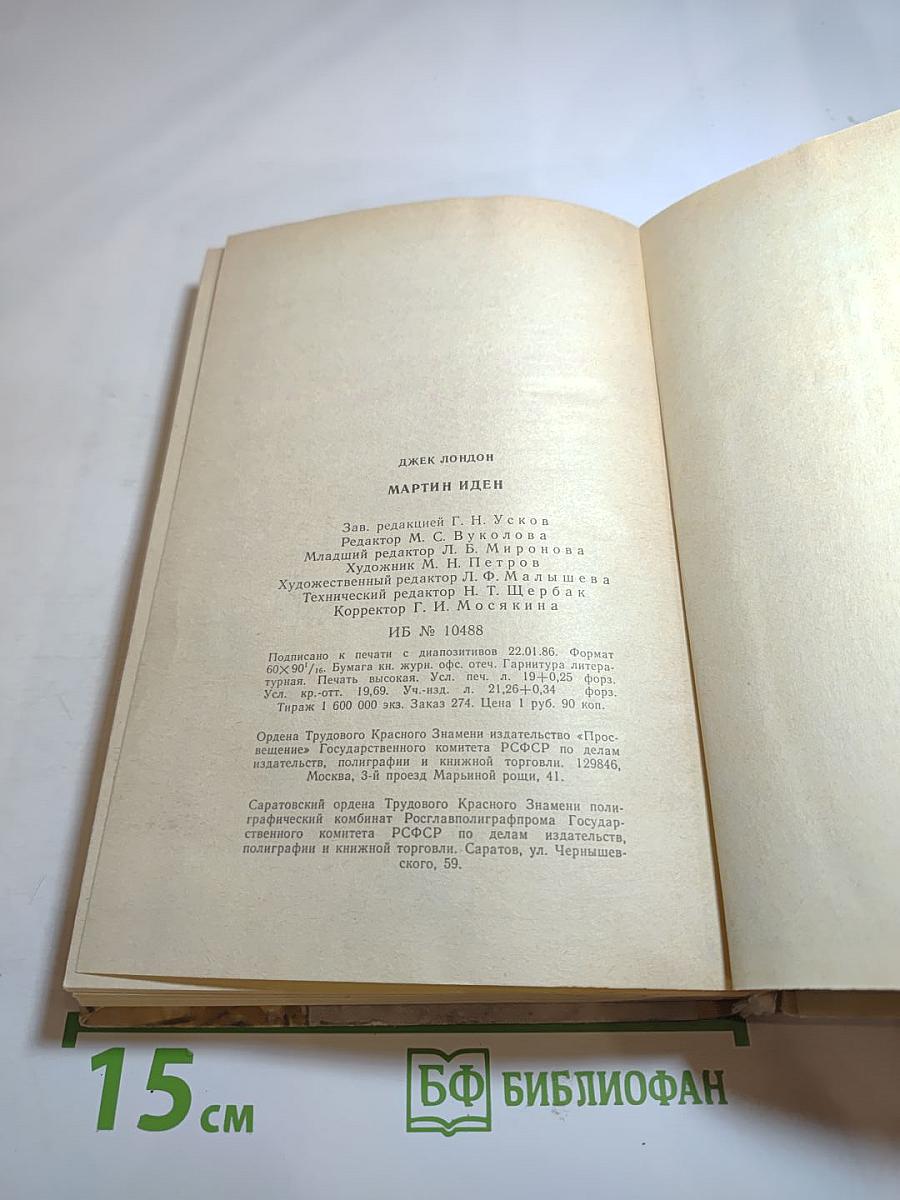 ДЖЕК ЛОНДОН
МАРТИН ИДЕН
Зав. редакцией Г. Н. Усков
Редактор М. С. Вуколова
Младший редактор Л. Б. Миронова
Художник М. Н. Петров
Художественный редактор Л. Ф. Малышева
Технический редактор Н. Т. Щербак
Корректор Г. И. Мосякина
ИБ № 10488
Подписано к печати с диапозитивов 22.01.86. Формат
60×90¹/₁₆. Бумага кн. журн. офс. отеч. Гарнитура литера-
турная. Печать высокая. Усл. печ. л. 19+0,25 форз.
Усл. кр.-отт. 19,69. Уч.-изд. л. 21,26+0,34 форз.
Тираж 1 600 000 экз. Заказ 274. Цена 1 руб. 90 коп.
Ордена Трудового Красного Знамени издательство «Прос-
вещение» Государственного комитета РСФСР по делам
издательств, полиграфии и книжной торговли. 129846,
Москва, 3-й проезд Марьиной рощи, 41.
Саратовский ордена Трудового Красного Знамени поли-
графический комбинат Росглавполиграфпрома Государ-
ственного комитета РСФСР по делам издательств,
полиграфии и книжной торговли. Саратов, ул. Чернышев-
ского, 59.
15 см
БФ БИБЛИОФАН